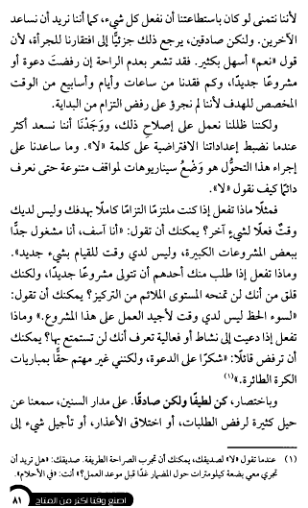 لأننا نتمنى لو كان باستطاعتنا أن نفعل كل شيء، كما أننا نريد أن نساعد
الآخرين. ولنكن صادقين، يرجع ذلك جزئيًّا إلى افتقارنا للجرأة، لأن
قول «نعم» أسهل بكثير. فقد تشعر بعدم الراحة إن رفضتَ دعوة أو
مشروعًا جديدًا، وكم فقدنا من ساعات وأيام وأسابيع من الوقت
المخصص للهدف لأننا لم نجرؤ على رفض التزام من البداية.
ولكننا ظللنا نعمل على إصلاح ذلك، ووَجَدْنَا أننا نسعد أكثر
عندما نضبط إعداداتنا الافتراضية على كلمة «لا». وما ساعدنا على
إجراء هذا التحوُّل هو وَضْعُ سيناريوهات لمواقف متنوعة حتى نعرف
دائمًا كيف نقول «لا».
فمثلًا ماذا تفعل إذا كنت ملتزمًا التزامًا كاملًا بهدفك وليس لديك
وقتٌ فعلًا لشيءٍ آخر؟ يمكنك أن تقول: «أنا آسف، أنا مشغول جدًّا
ببعض المشروعات الكبيرة، وليس لدي وقت للقيام بشيء جديد».
وماذا تفعل إذا طلب منك أحدهم أن تتولى مشروعًا جديدًا، ولكنك
قلق من أنك لن تمنحه المستوى الملائم من التركيز؟ يمكنك أن تقول:
«لسوء الحظ ليس لدي وقت لأجيد العمل على هذا المشروع.» وماذا
تفعل إذا دعيت إلى نشاط أو فعالية تعرف أنك لن تستمتع بها؟ يمكنك
أن ترفض قائلًا: «شكرًا على الدعوة، ولكنني غير مهتم حقًّا بمباريات
الكرة الطائرة.»(١)
وباختصار، كن لطيفًا ولكن صادقًا. على مدار السنين، سمعنا عن
حيل كثيرة لرفض الطلبات، أو اختلاق الأعذار، أو تأجيل شيء إلى
(١) عندما تقول «لا» لصديقك، يمكنك أن تجرب الصراحة الطريفة. صديقك: «هل تريد أن
تجري معي بضعة كيلومترات حول المضمار غدًا قبل موعد العمل؟» أنت: «في الأحلام».
اصنع وقتا أكثر من المتاح ٨١